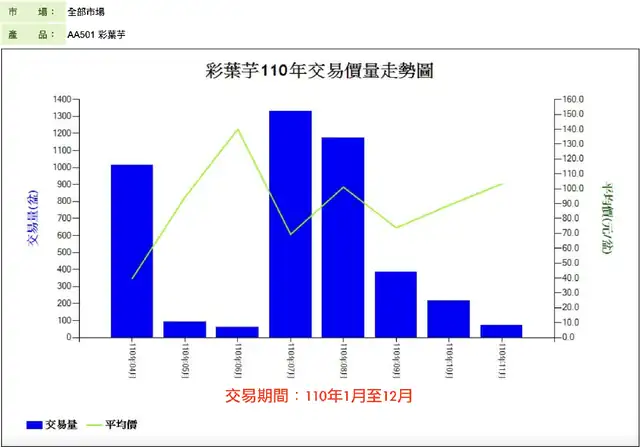 市　場：全部市場
產　品：AA501 彩葉芋
彩葉芋110年交易價量走勢圖
1400
1300
1200
1100
1000
900
800
700
600
500
400
300
200
100
0
交易量(盆)
160.0
150.0
140.0
130.0
120.0
110.0
100.0
90.0
80.0
70.0
60.0
50.0
40.0
30.0
20.0
10.0
0.0
平均價(元/盆)
110年04月
110年05月
110年06月
110年07月
110年08月
110年09月
110年10月
110年11月
交易期間：110年1月至12月
交易量 平均價